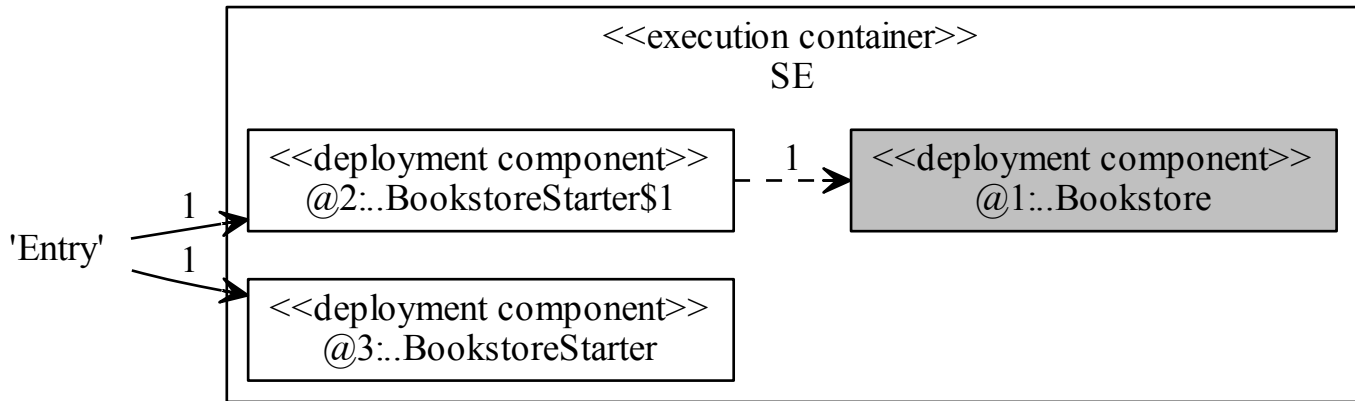 <<execution container>>
SE
<<deployment component>>
@2:..BookstoreStarter$1
1
<<deployment component>>
@1:..Bookstore
1
'Entry'
1
<<deployment component>>
@3:..BookstoreStarter